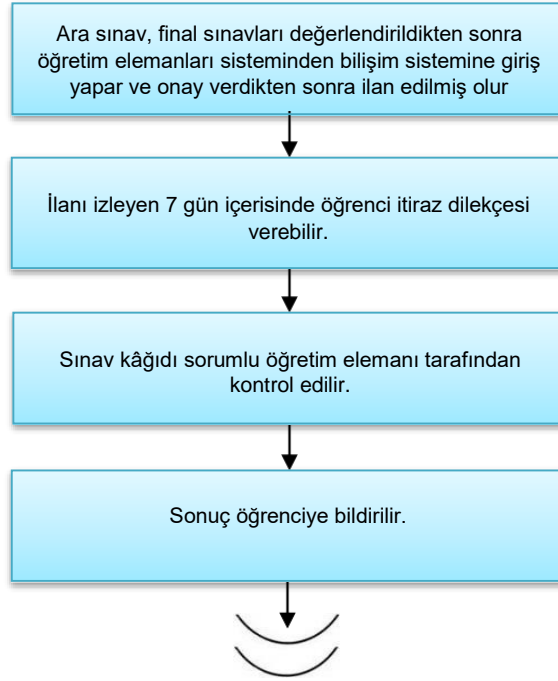 Ara sınav, final sınavları değerlendirildikten sonra
öğretim elemanları sisteminden bilişim sistemine giriş
yapar ve onay verdikten sonra ilan edilmiş olur
İlanı izleyen 7 gün içerisinde öğrenci itiraz dilekçesi
verebilir.
Sınav kâğıdı sorumlu öğretim elemanı tarafından
kontrol edilir.
Sonuç öğrenciye bildirilir.